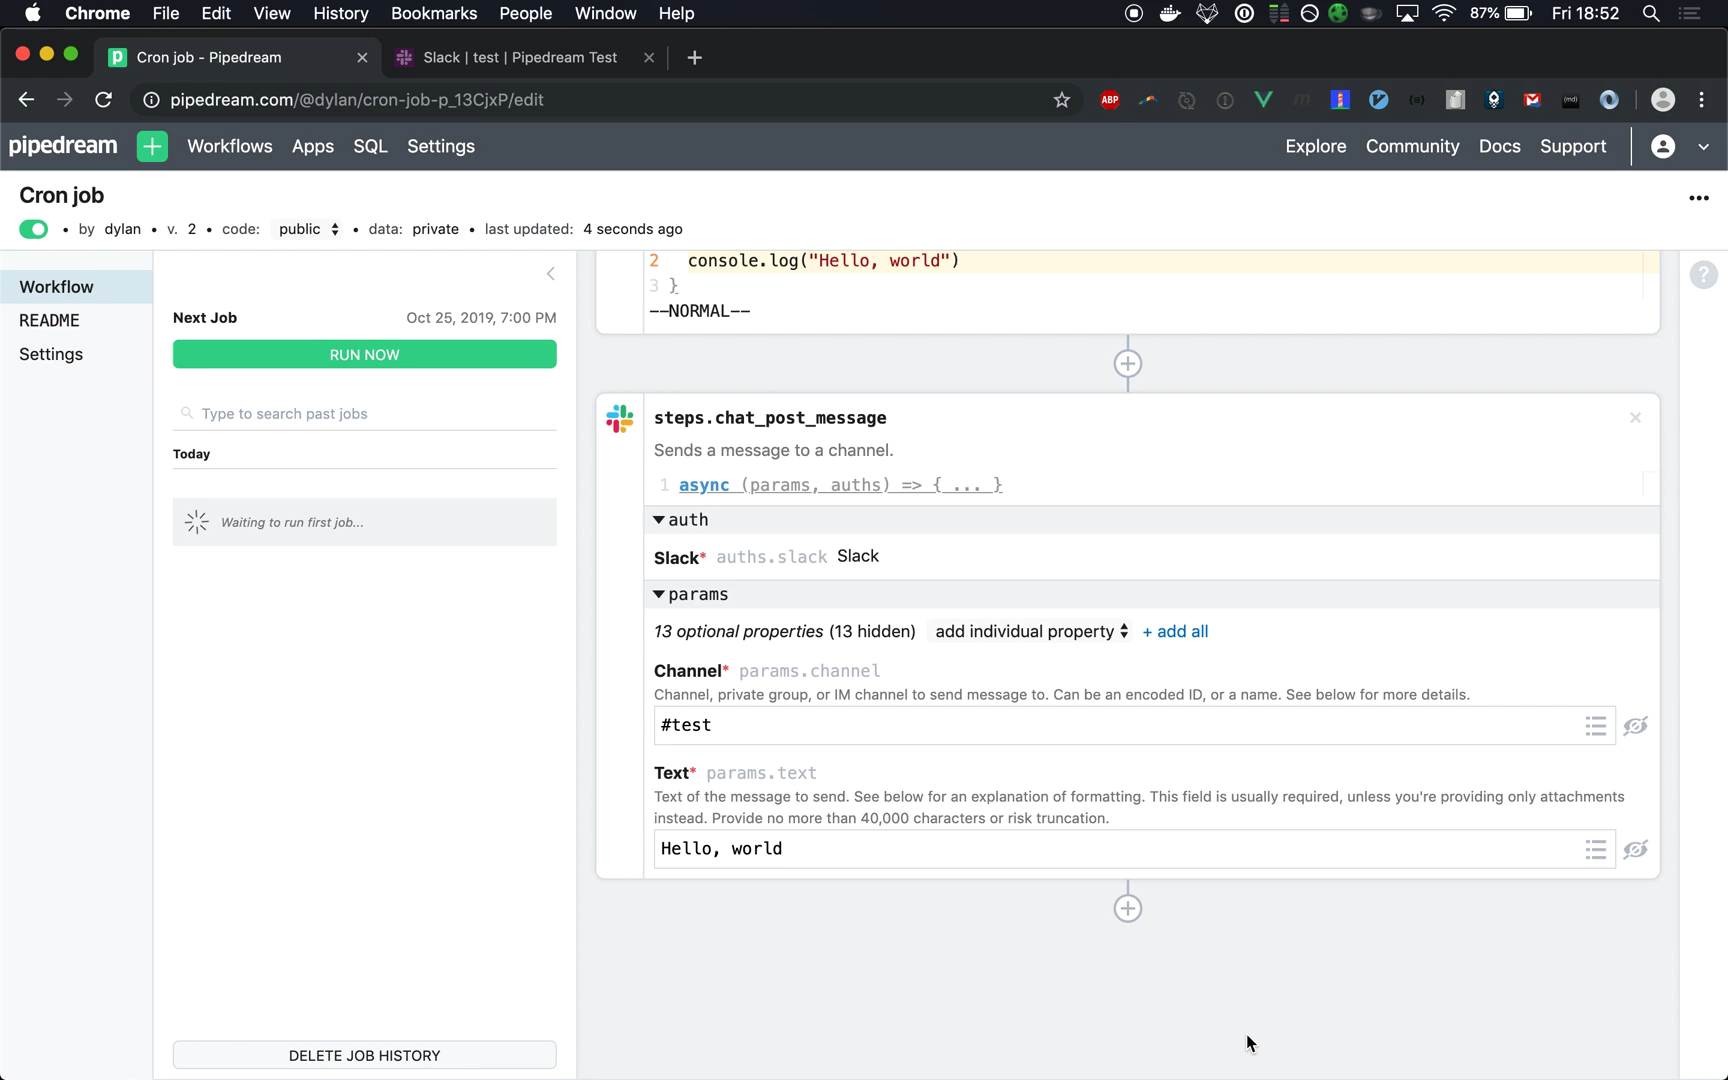 Chrome File Edit View History Bookmarks People Window Help 87% Fri 18:52
Cron job - Pipedream Slack | test | Pipedream Test
pipedream.com/@dylan/cron-job-p_13CjxP/edit ABP
pipedream + Workflows Apps SQL Settings Explore Community Docs Support
Cron job
• by dylan • v. 2 • code: public • data: private • last updated: 4 seconds ago
Workflow
README
Settings
Next Job Oct 25, 2019, 7:00 PM
RUN NOW
Type to search past jobs
Today
Waiting to run first job...
DELETE JOB HISTORY
2 console.log("Hello, world")
3 }
--NORMAL--
steps.chat_post_message
Sends a message to a channel.
1 async (params, auths) => { ... }
auth
Slack* auths.slack Slack
params
13 optional properties (13 hidden) add individual property + add all
Channel* params.channel
Channel, private group, or IM channel to send message to. Can be an encoded ID, or a name. See below for more details.
#test
Text* params.text
Text of the message to send. See below for an explanation of formatting. This field is usually required, unless you're providing only attachments
instead. Provide no more than 40,000 characters or risk truncation.
Hello, world